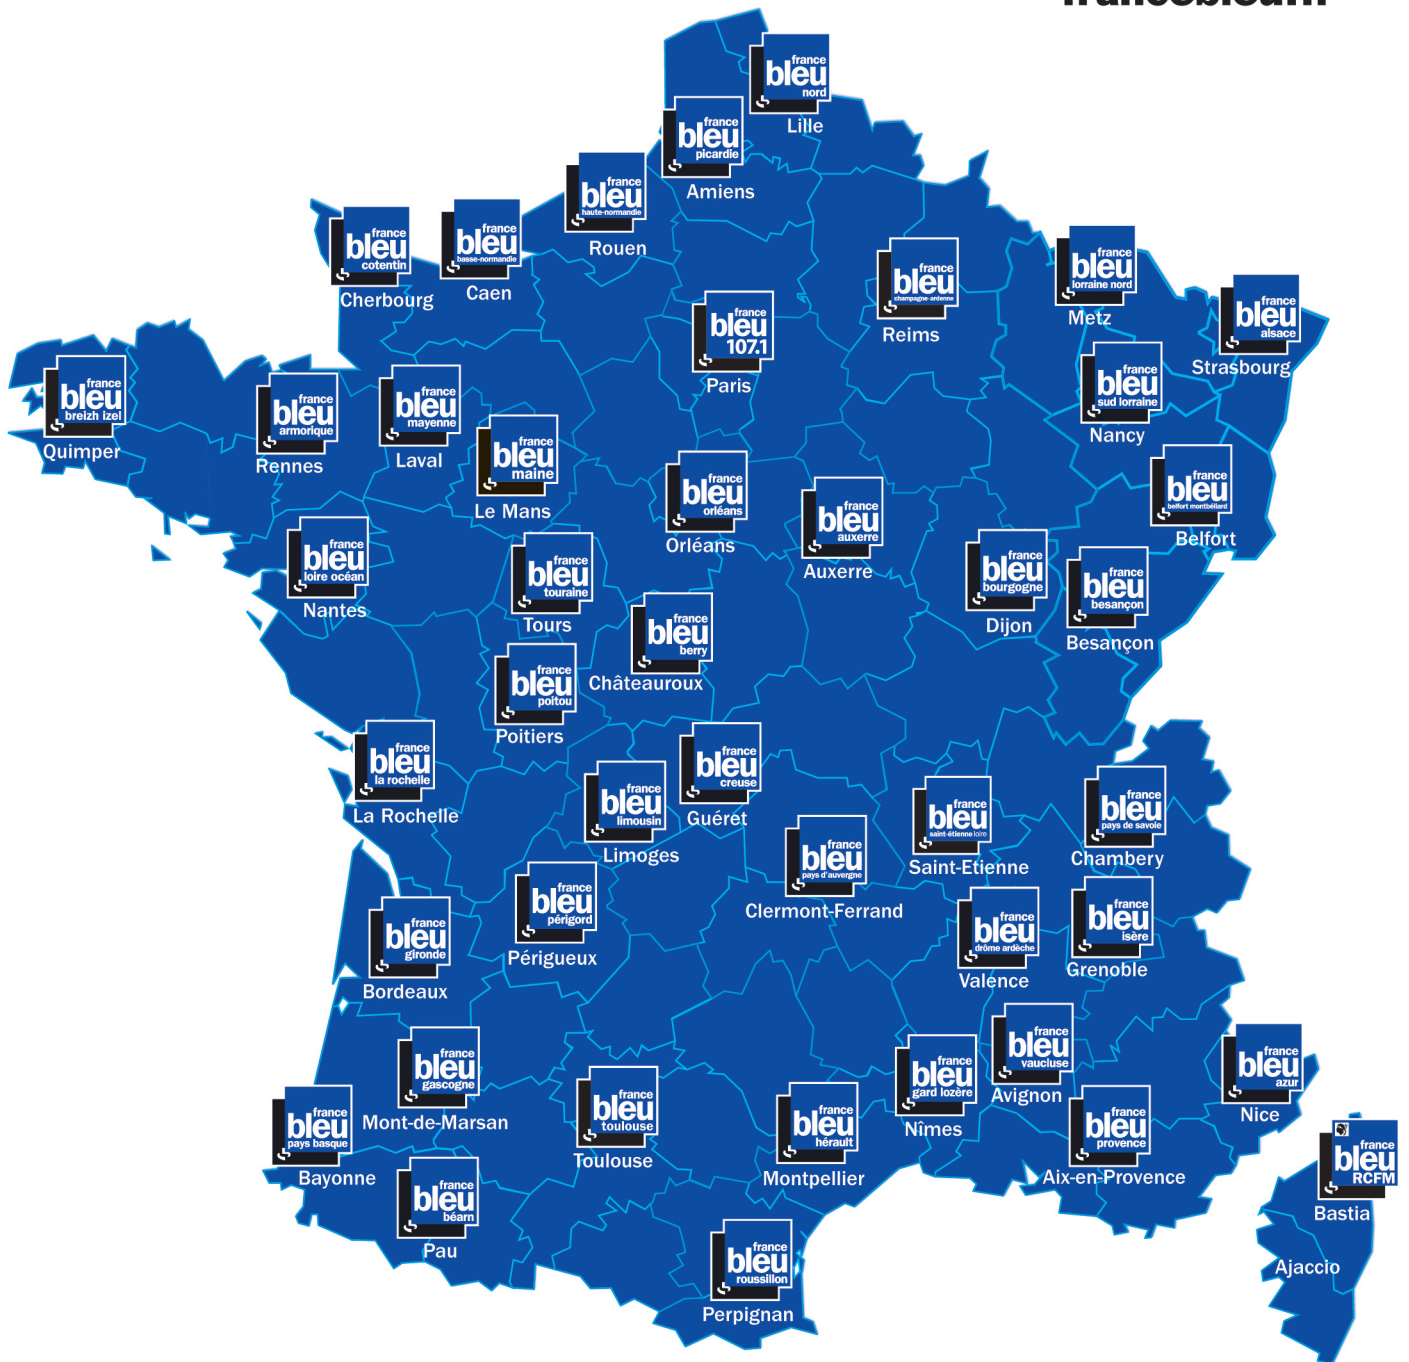 francebleu.fr
france
bleu
nord
Lille
france
bleu
picardie
Amiens
france
bleu
haute-normandie
Rouen
france
bleu
cotentin
Cherbourg
france
bleu
basse-normandie
Caen
france
bleu
107.1
Paris
france
bleu
champagne-ardenne
Reims
france
bleu
lorraine nord
Metz
france
bleu
alsace
Strasbourg
france
bleu
sud lorraine
Nancy
france
bleu
breizh izel
Quimper
france
bleu
armorique
Rennes
france
bleu
mayenne
Laval
france
bleu
maine
Le Mans
france
bleu
orléans
Orléans
france
bleu
auxerre
Auxerre
france
bleu
belfort montbéliard
Belfort
france
bleu
loire océan
Nantes
france
bleu
touraine
Tours
france
bleu
berry
Châteauroux
france
bleu
bourgogne
Dijon
france
bleu
besançon
Besançon
france
bleu
poitou
Poitiers
france
bleu
la rochelle
La Rochelle
france
bleu
limousin
Limoges
france
bleu
creuse
Guéret
france
bleu
pays d'auvergne
Clermont-Ferrand
france
bleu
saint-étienne loire
Saint-Etienne
france
bleu
pays de savoie
Chambery
france
bleu
périgord
Périgueux
france
bleu
gironde
Bordeaux
france
bleu
drôme ardèche
Valence
france
bleu
isère
Grenoble
france
bleu
gascogne
Mont-de-Marsan
france
bleu
toulouse
Toulouse
france
bleu
hérault
Montpellier
france
bleu
gard lozère
Nîmes
france
bleu
vaucluse
Avignon
france
bleu
provence
Aix-en-Provence
france
bleu
azur
Nice
france
bleu
pays basque
Bayonne
france
bleu
béarn
Pau
france
bleu
roussillon
Perpignan
france
bleu
RCFM
Bastia
Ajaccio